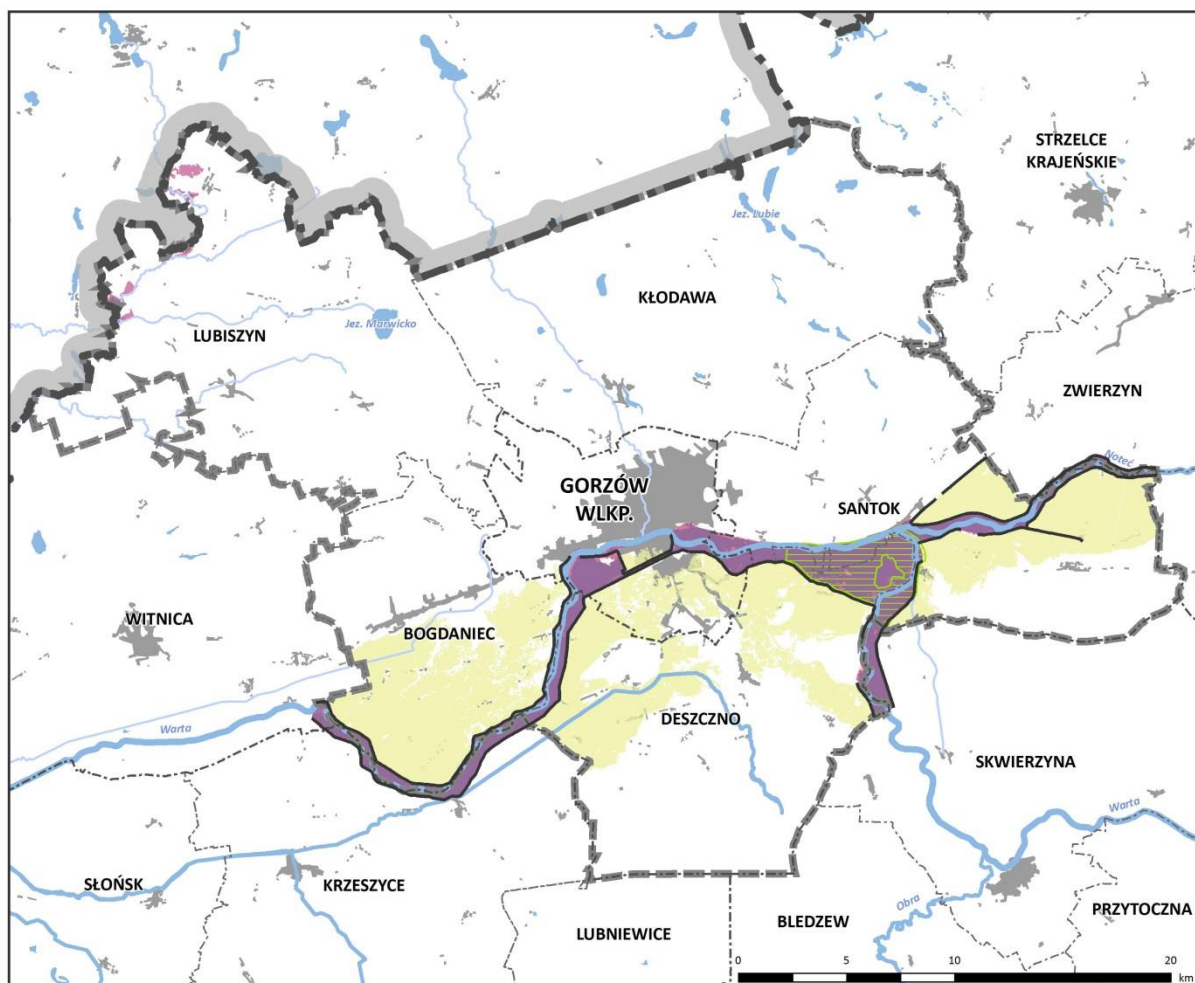 STRZELCE
KRAJEŃSKIE
Jez. Lubie
KŁODAWA
Jez. Marwicko
LUBISZYN
ZWIERZYN
Noteć
GORZÓW
WLKP.
SANTOK
WITNICA
BOGDANIEC
DESZCZNO
Warta
SKWIERZYNA
Warta
SŁOŃSK
KRZESZYCE
Obra
PRZYTOCZNA
LUBNIEWICE
BLEDZEW
0 5 10 20
km